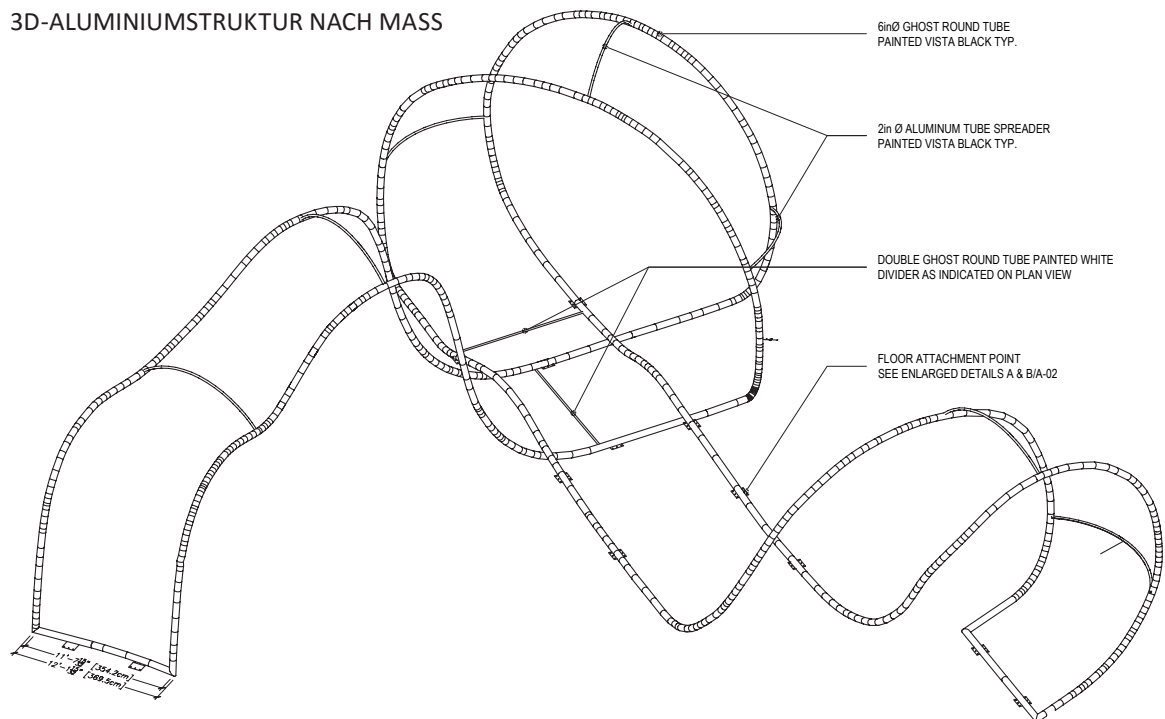 3D-ALUMINIUMSTRUKTUR NACH MASS
6inØ GHOST ROUND TUBE
PAINTED VISTA BLACK TYP.
2in Ø ALUMINUM TUBE SPREADER
PAINTED VISTA BLACK TYP.
DOUBLE GHOST ROUND TUBE PAINTED WHITE
DIVIDER AS INDICATED ON PLAN VIEW
FLOOR ATTACHMENT POINT
SEE ENLARGED DETAILS A & B/A-02
[354.2cm]
[369.5cm]